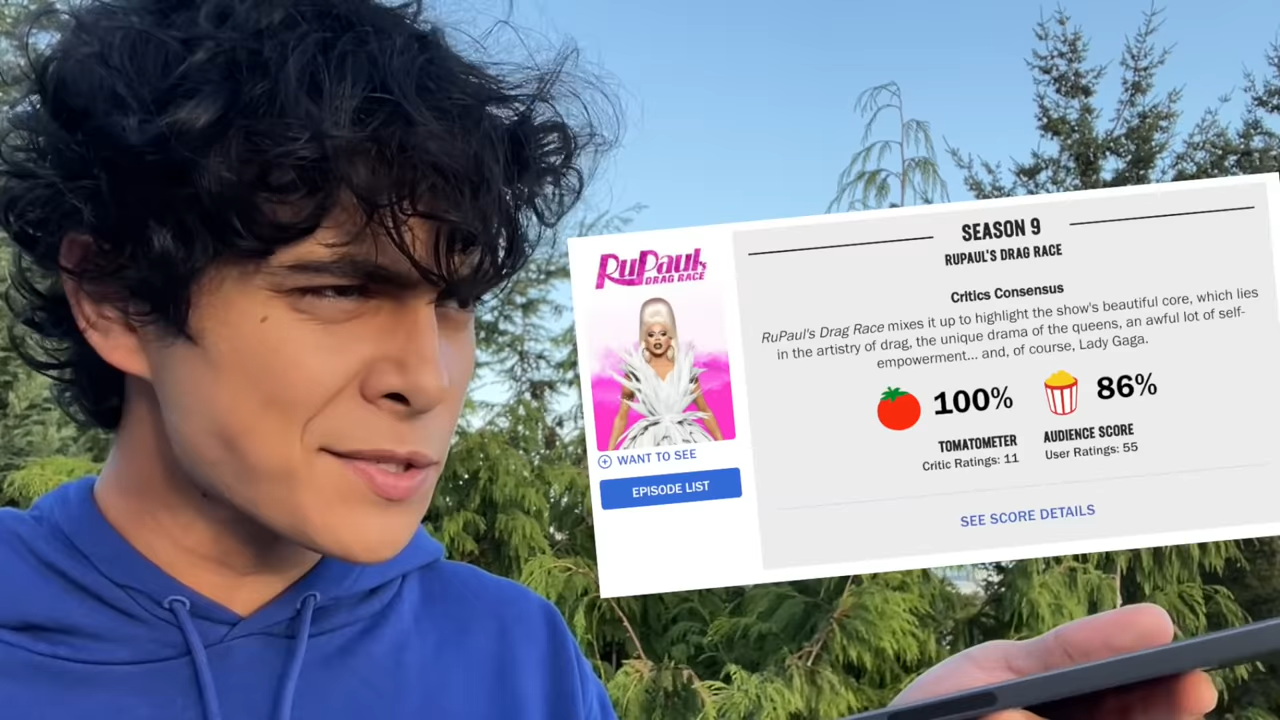 RuPaul's
DRAG RACE
+ WANT TO SEE
EPISODE LIST
SEASON 9
RUPAUL'S DRAG RACE
Critics Consensus
RuPaul's Drag Race mixes it up to highlight the show's beautiful core, which lies
in the artistry of drag, the unique drama of the queens, an awful lot of self-
empowerment... and, of course, Lady Gaga.
100%
TOMATOMETER
Critic Ratings: 11
86%
AUDIENCE SCORE
User Ratings: 55
SEE SCORE DETAILS